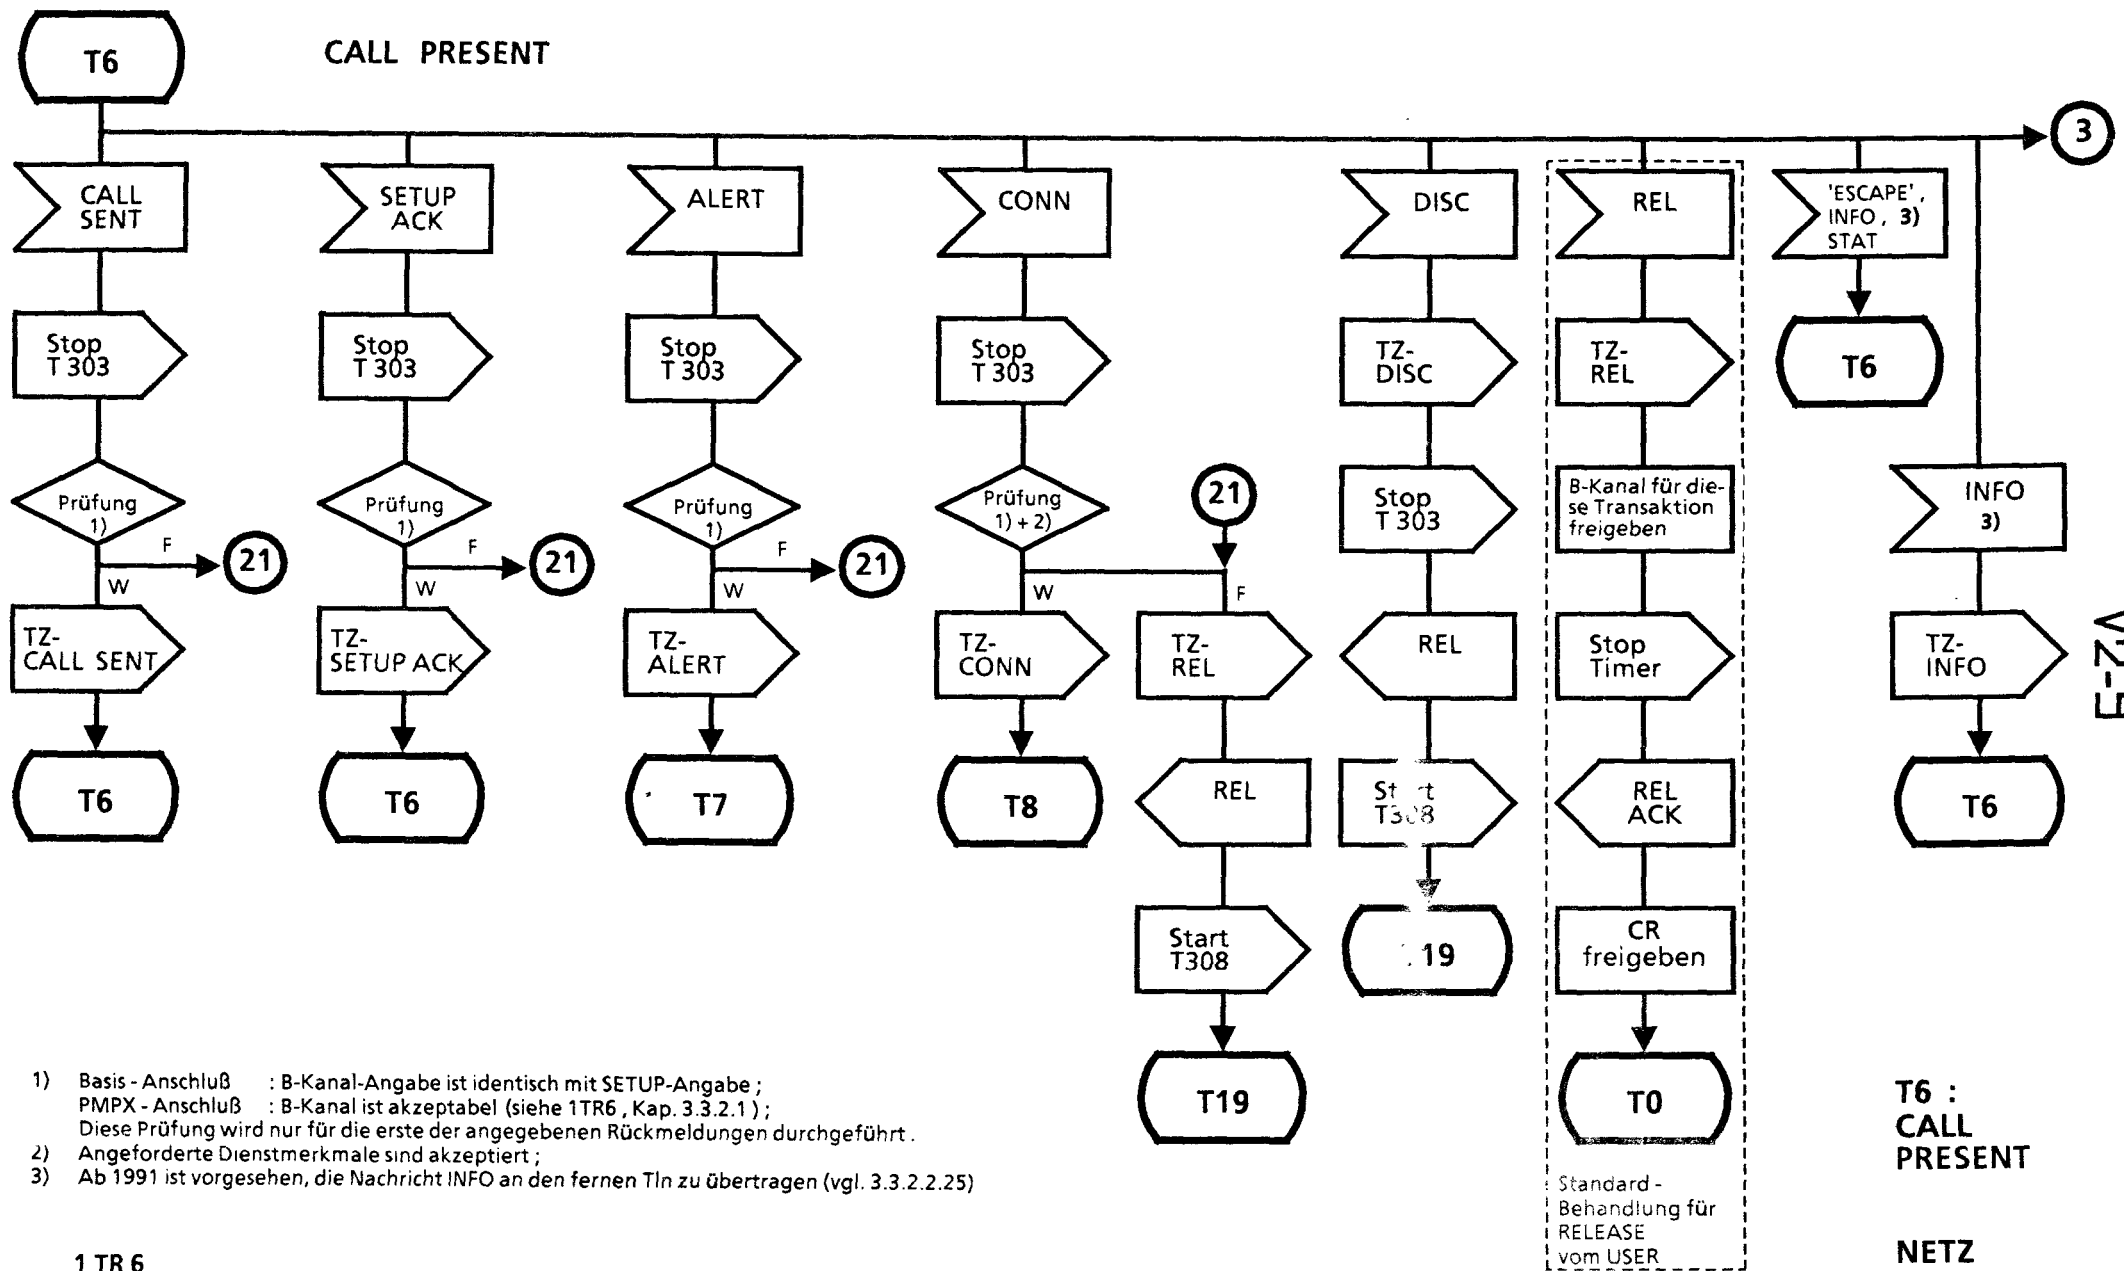 T6
CALL PRESENT
3
CALL
SENT
SETUP
ACK
ALERT
CONN
DISC
REL
'ESCAPE',
INFO, 3)
STAT
Stop
T 303
Stop
T 303
Stop
T 303
Stop
T 303
TZ-
DISC
TZ-
REL
T6
Prüfung
1)
Prüfung
1)
Prüfung
1)
Prüfung
1) + 2)
21
Stop
T 303
B-Kanal für die-
se Transaktion
freigeben
INFO
3)
F
21
W
F
21
W
F
21
W
W
F
TZ-
CALL SENT
TZ-
SETUP ACK
TZ-
ALERT
TZ-
CONN
TZ-
REL
REL
Stop
Timer
TZ-
INFO
VZ-5
T6
T6
T7
T8
REL
Start
T308
REL
ACK
T6
Start
T308
19
CR
freigeben
T19
T0
1) Basis - Anschluß : B-Kanal-Angabe ist identisch mit SETUP-Angabe ;
PMPX - Anschluß : B-Kanal ist akzeptabel (siehe 1TR6 , Kap. 3.3.2.1 ) ;
Diese Prüfung wird nur für die erste der angegebenen Rückmeldungen durchgeführt .
2) Angeforderte Dienstmerkmale sind akzeptiert ;
3) Ab 1991 ist vorgesehen, die Nachricht INFO an den fernen Tln zu übertragen (vgl. 3.3.2.2.25)
Standard -
Behandlung für
RELEASE
vom USER
T6 :
CALL
PRESENT
NETZ
1 TR 6